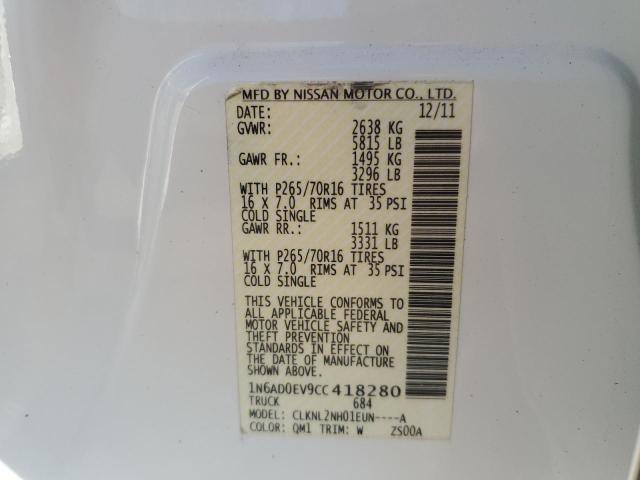 MFD BY NISSAN MOTOR CO., LTD.
DATE: 12/11
GVWR: 2638 KG
5815 LB
GAWR FR.: 1495 KG
3296 LB
WITH P265/70R16 TIRES
16 X 7.0 RIMS AT 35 PSI
COLD SINGLE
GAWR RR.: 1511 KG
3331 LB
WITH P265/70R16 TIRES
16 X 7.0 RIMS AT 35 PSI
COLD SINGLE
THIS VEHICLE CONFORMS TO
ALL APPLICABLE FEDERAL
MOTOR VEHICLE SAFETY AND
THEFT PREVENTION
STANDARDS IN EFFECT ON
THE DATE OF MANUFACTURE
SHOWN ABOVE.
1N6AD0EV9CC418280
TRUCK 684
MODEL: CLKNL2NH01EUN----A
COLOR: QM1 TRIM: W ZS00A